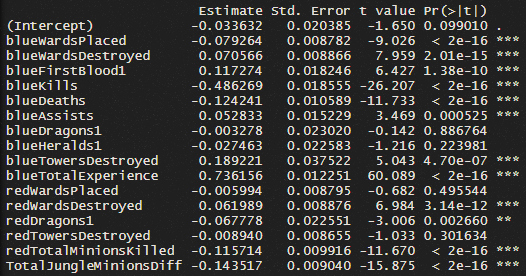 Estimate Std. Error t value Pr(>|t|)
(Intercept) -0.033632 0.020385 -1.650 0.099010 .
blueWardsPlaced -0.079264 0.008782 -9.026 < 2e-16 ***
blueWardsDestroyed 0.070566 0.008866 7.959 2.01e-15 ***
blueFirstBlood1 0.117274 0.018246 6.427 1.38e-10 ***
blueKills -0.486269 0.018555 -26.207 < 2e-16 ***
blueDeaths -0.124241 0.010589 -11.733 < 2e-16 ***
blueAssists 0.052833 0.015229 3.469 0.000525 ***
blueDragons1 -0.003278 0.023020 -0.142 0.886764
blueHeralds1 -0.027463 0.022583 -1.216 0.223981
blueTowersDestroyed 0.189221 0.037522 5.043 4.70e-07 ***
blueTotalExperience 0.736156 0.012251 60.089 < 2e-16 ***
redWardsPlaced -0.005994 0.008795 -0.682 0.495544
redWardsDestroyed 0.061989 0.008876 6.984 3.14e-12 ***
redDragons1 -0.067778 0.022551 -3.006 0.002660 **
redTowersDestroyed -0.008940 0.008655 -1.033 0.301634
redTotalMinionsKilled -0.115714 0.009916 -11.670 < 2e-16 ***
TotalJungleMinionsDiff -0.143517 0.009040 -15.875 < 2e-16 ***